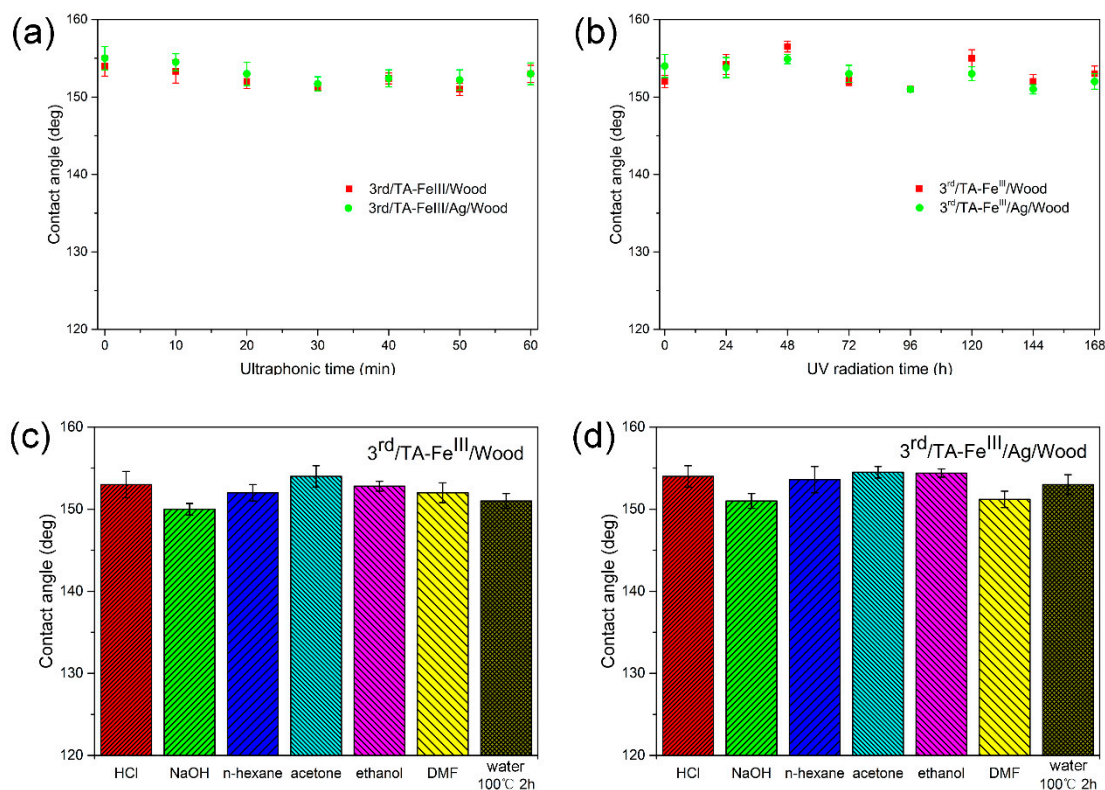 (a)
160
150
140
130
120
Contact angle (deg)
3rd/TA-FeIII/Wood
3rd/TA-FeIII/Ag/Wood
0 10 20 30 40 50 60
Ultraphonic time (min)
(b)
160
150
140
130
120
Contact angle (deg)
3rd/TA-FeIII/Wood
3rd/TA-FeIII/Ag/Wood
0 24 48 72 96 120 144 168
UV radiation time (h)
(c)
160
150
140
130
120
Contact angle (deg)
3rd/TA-FeIII/Wood
HCl NaOH n-hexane acetone ethanol DMF water
100℃ 2h
(d)
160
150
140
130
120
Contact angle (deg)
3rd/TA-FeIII/Ag/Wood
HCl NaOH n-hexane acetone ethanol DMF water
100℃ 2h